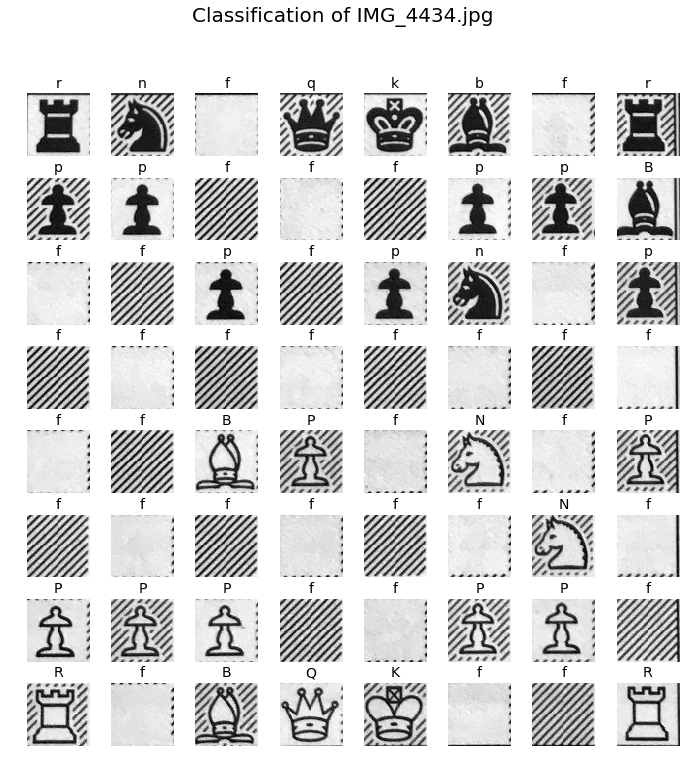 Classification of IMG_4434.jpg
r n f q k b f r
p p f f f p p B
f f p f p n f p
f f f f f f f f
f f B P f N f P
f f f f f f N f
P P P f f P P f
R f B Q K f f R